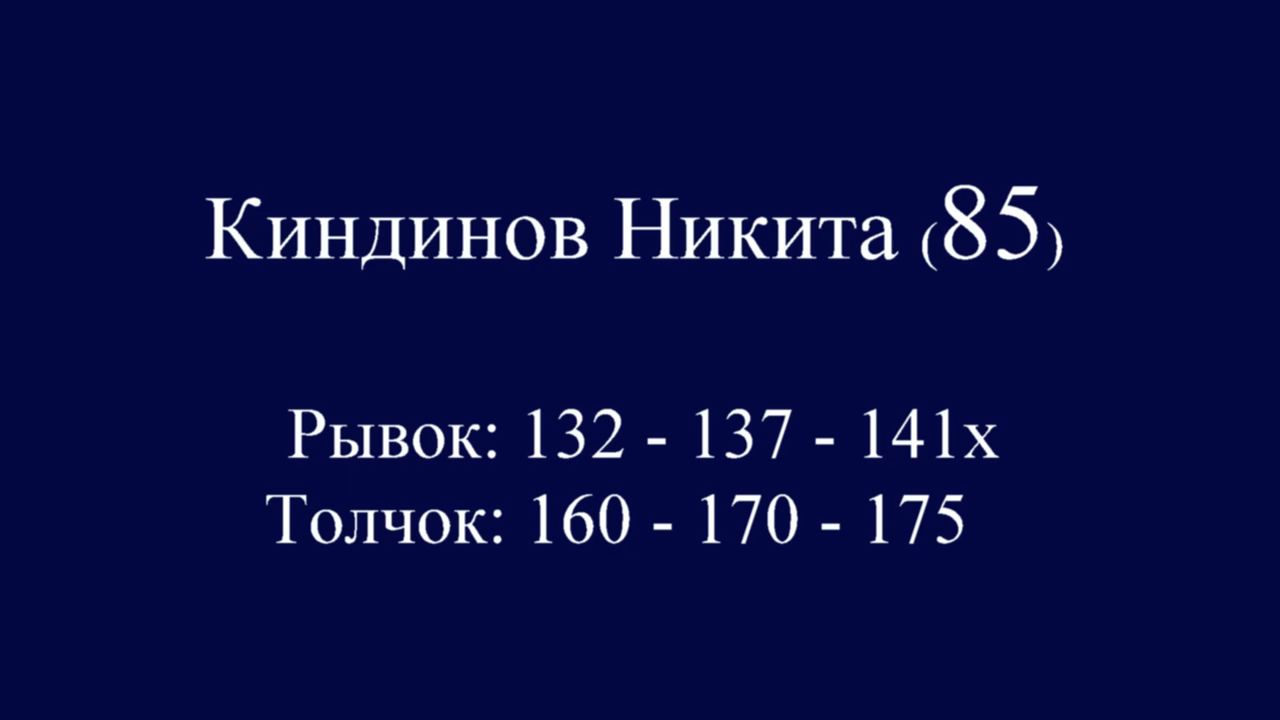 Киндинов Никита (85)
Рывок: 132 - 137 - 141х
Толчок: 160 - 170 - 175